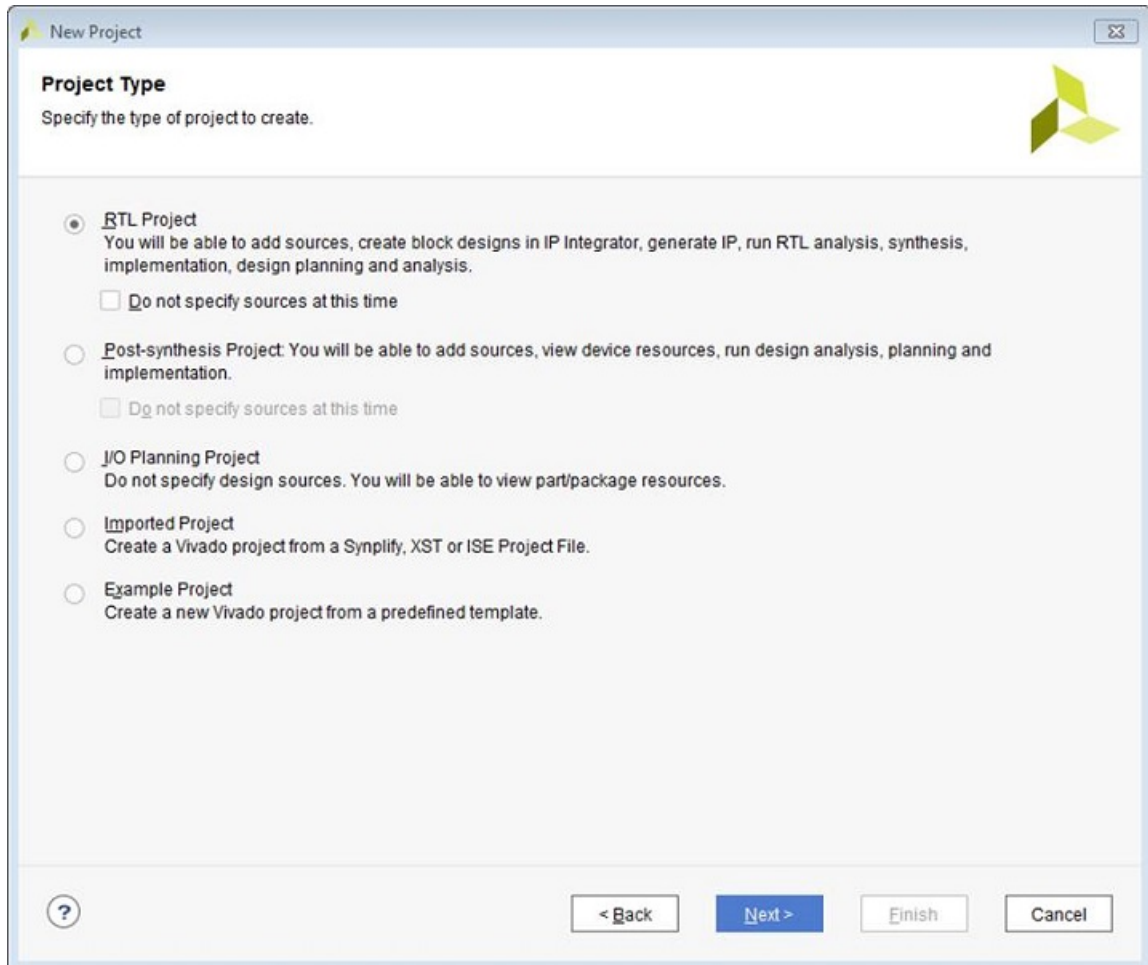 New Project
Project Type
Specify the type of project to create.
RTL Project
You will be able to add sources, create block designs in IP Integrator, generate IP, run RTL analysis, synthesis,
implementation, design planning and analysis.
Do not specify sources at this time
Post-synthesis Project: You will be able to add sources, view device resources, run design analysis, planning and
implementation.
Do not specify sources at this time
I/O Planning Project
Do not specify design sources. You will be able to view part/package resources.
Imported Project
Create a Vivado project from a Synplify, XST or ISE Project File.
Example Project
Create a new Vivado project from a predefined template.
?
< Back
Next >
Finish
Cancel